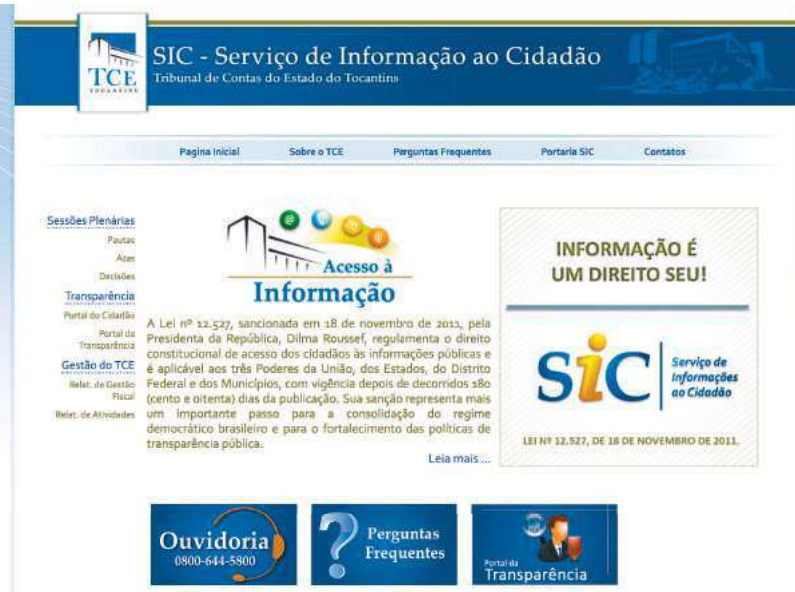 TCE
TOCANTINS
SIC - Serviço de Informação ao Cidadão
Tribunal de Contas do Estado do Tocantins
Pagina Inicial
Sobre o TCE
Perguntas Frequentes
Portaria SIC
Contatos
Sessões Plenárias
Pautas
Atas
Decisões
Transparência
Portal do Cidadão
Portal da
Transparência
Gestão do TCE
Relat. de Gestão
Fiscal
Relat. de Atividades
Acesso à
Informação
A Lei nº 12.527, sancionada em 18 de novembro de 2011, pela
Presidenta da República, Dilma Roussef, regulamenta o direito
constitucional de acesso dos cidadãos às informações públicas e
é aplicável aos três Poderes da União, dos Estados, do Distrito
Federal e dos Municípios, com vigência depois de decorridos 180
(cento e oitenta) dias da publicação. Sua sanção representa mais
um importante passo para a consolidação do regime
democrático brasileiro e para o fortalecimento das políticas de
transparência pública.
Leia mais ...
INFORMAÇÃO É
UM DIREITO SEU!
SiC
Serviço de
Informações
ao Cidadão
LEI Nº 12.527, DE 18 DE NOVEMBRO DE 2011.
Ouvidoria
0800-644-5800
Perguntas
Frequentes
Portal da
Transparência